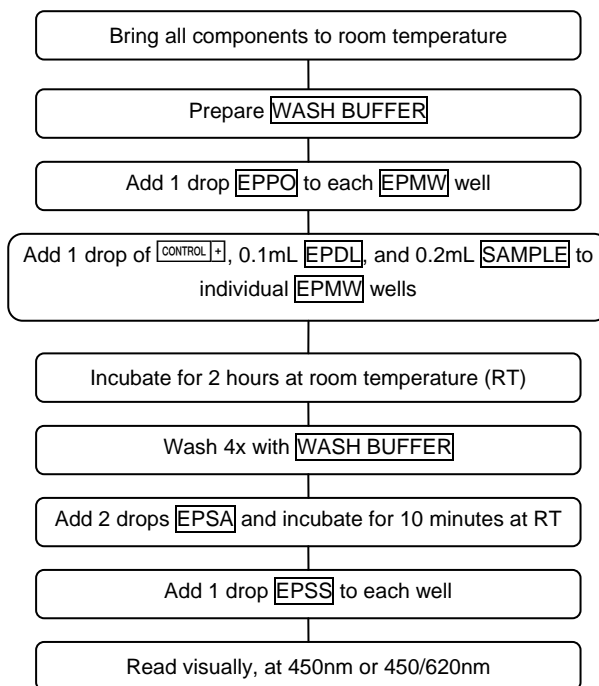 Bring all components to room temperature
Prepare WASH BUFFER
Add 1 drop EPPO to each EPMW well
Add 1 drop of CONTROL +, 0.1mL EPDL, and 0.2mL SAMPLE to
individual EPMW wells
Incubate for 2 hours at room temperature (RT)
Wash 4x with WASH BUFFER
Add 2 drops EPSA and incubate for 10 minutes at RT
Add 1 drop EPSS to each well
Read visually, at 450nm or 450/620nm